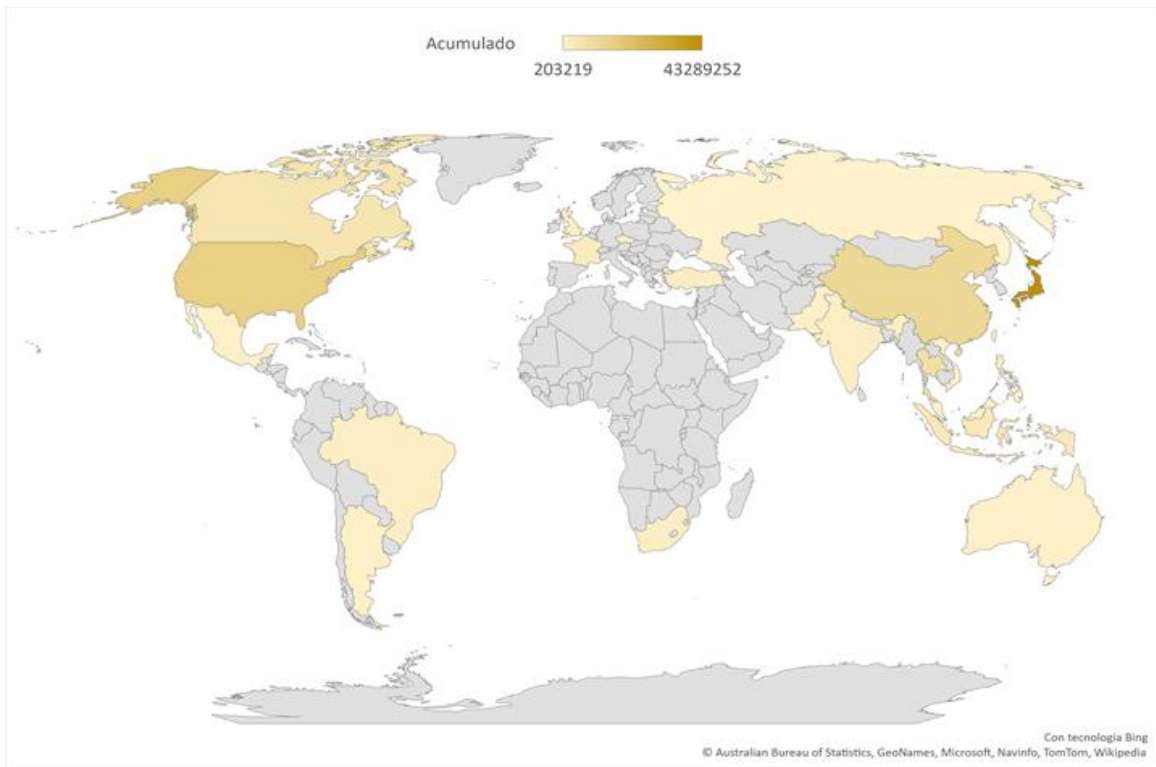 Acumulado
203219 43289252
Con tecnología Bing
© Australian Bureau of Statistics, GeoNames, Microsoft, Navinfo, TomTom, Wikipedia